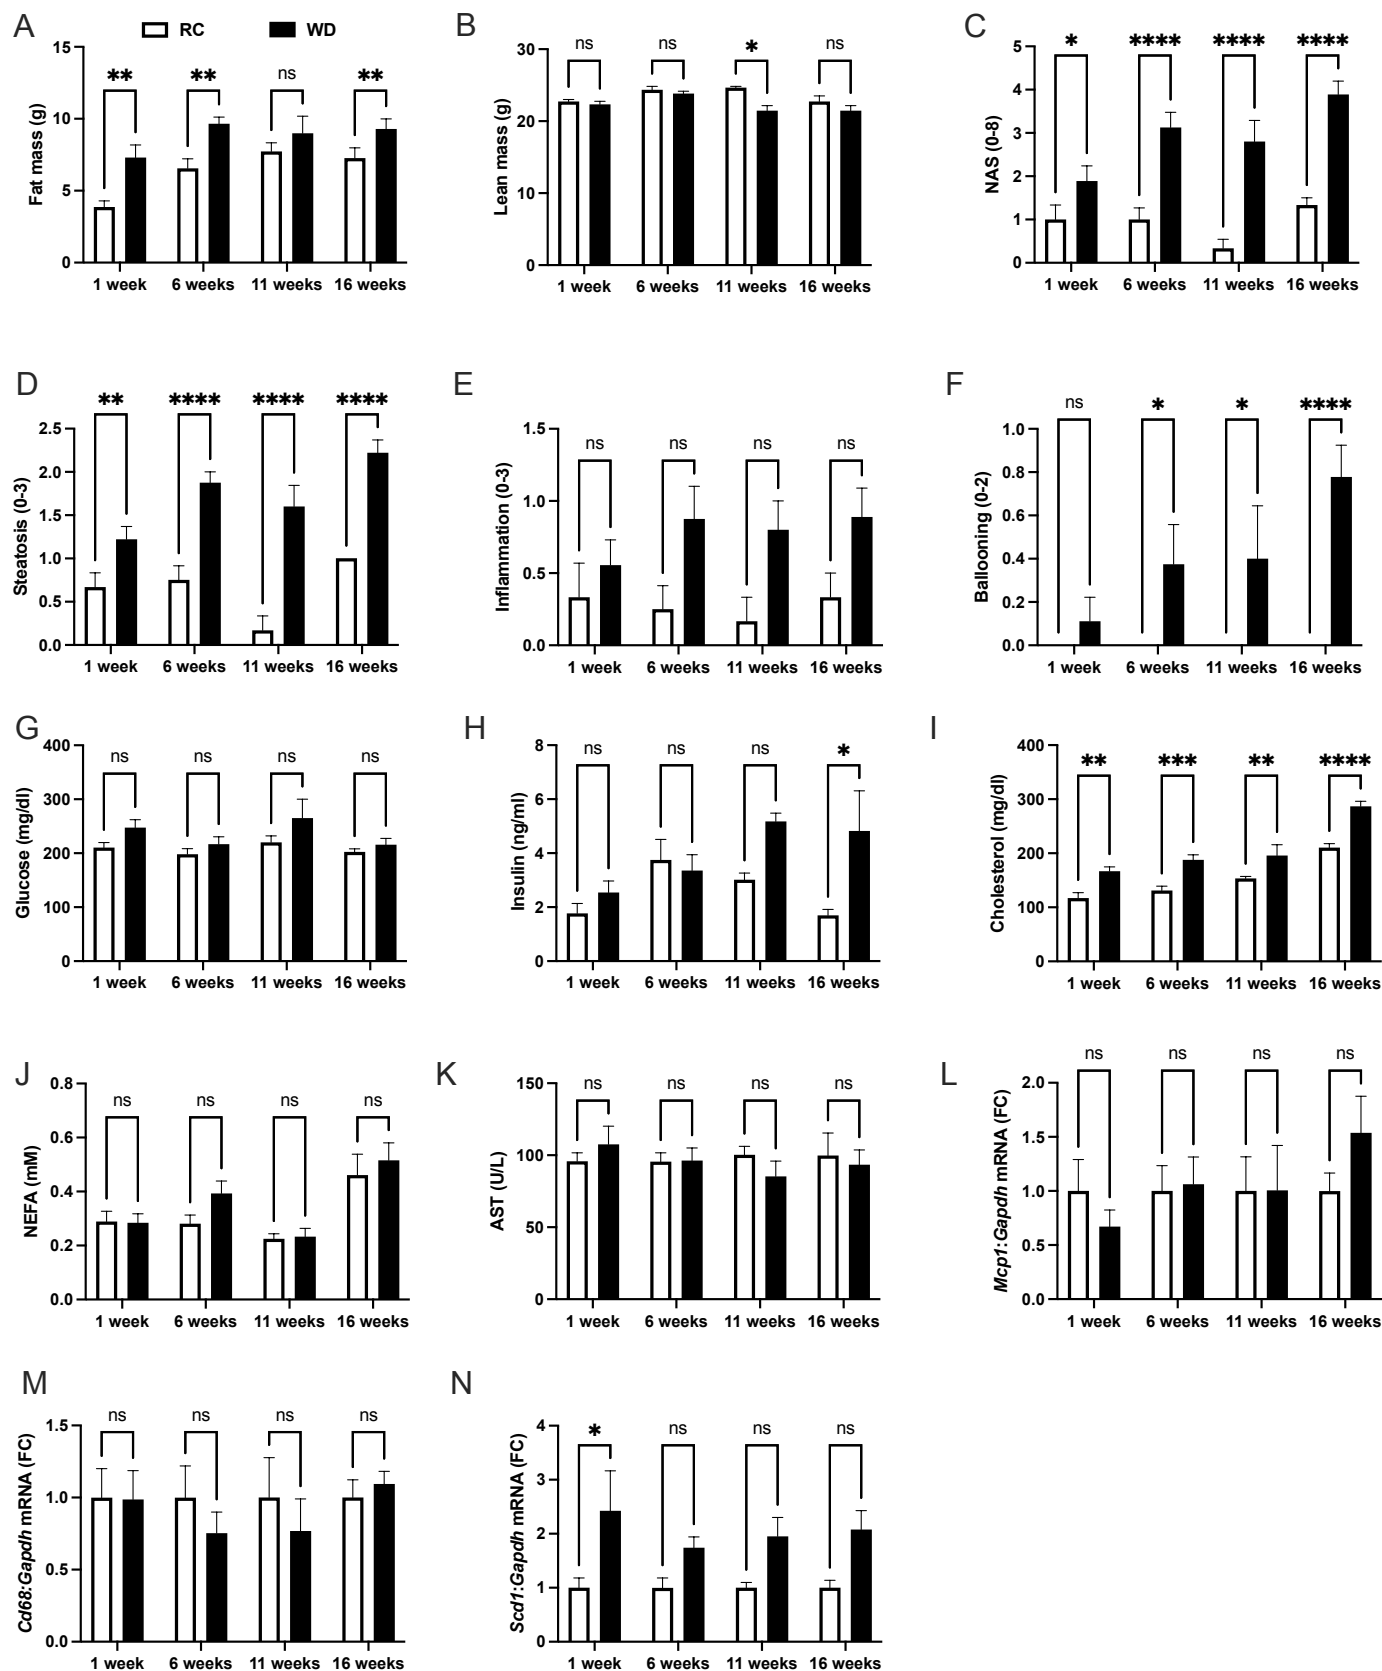 A
RC
WD
Fat mass (g)
15
10
5
0
** ** ns **
1 week 6 weeks 11 weeks 16 weeks
B
Lean mass (g)
30
20
10
0
ns ns * ns
1 week 6 weeks 11 weeks 16 weeks
C
NAS (0-8)
5
4
3
2
1
0
* **** **** ****
1 week 6 weeks 11 weeks 16 weeks
D
Steatosis (0-3)
2.5
2.0
1.5
1.0
0.5
0.0
** **** **** ****
1 week 6 weeks 11 weeks 16 weeks
E
Inflammation (0-3)
1.5
1.0
0.5
0.0
ns ns ns ns
1 week 6 weeks 11 weeks 16 weeks
F
Ballooning (0-2)
1.0
0.8
0.6
0.4
0.2
0.0
ns * * ****
1 week 6 weeks 11 weeks 16 weeks
G
Glucose (mg/dl)
400
300
200
100
0
ns ns ns ns
1 week 6 weeks 11 weeks 16 weeks
H
Insulin (ng/ml)
8
6
4
2
0
ns ns ns *
1 week 6 weeks 11 weeks 16 weeks
I
Cholesterol (mg/dl)
400
300
200
100
0
** *** ** ****
1 week 6 weeks 11 weeks 16 weeks
J
NEFA (mM)
0.8
0.6
0.4
0.2
0.0
ns ns ns ns
1 week 6 weeks 11 weeks 16 weeks
K
AST (U/L)
150
100
50
0
ns ns ns ns
1 week 6 weeks 11 weeks 16 weeks
L
Mcp1:Gapdh mRNA (FC)
2.0
1.5
1.0
0.5
0.0
ns ns ns ns
1 week 6 weeks 11 weeks 16 weeks
M
Cd68:Gapdh mRNA (FC)
1.5
1.0
0.5
0.0
ns ns ns ns
1 week 6 weeks 11 weeks 16 weeks
N
Scd1:Gapdh mRNA (FC)
4
3
2
1
0
* ns ns ns
1 week 6 weeks 11 weeks 16 weeks